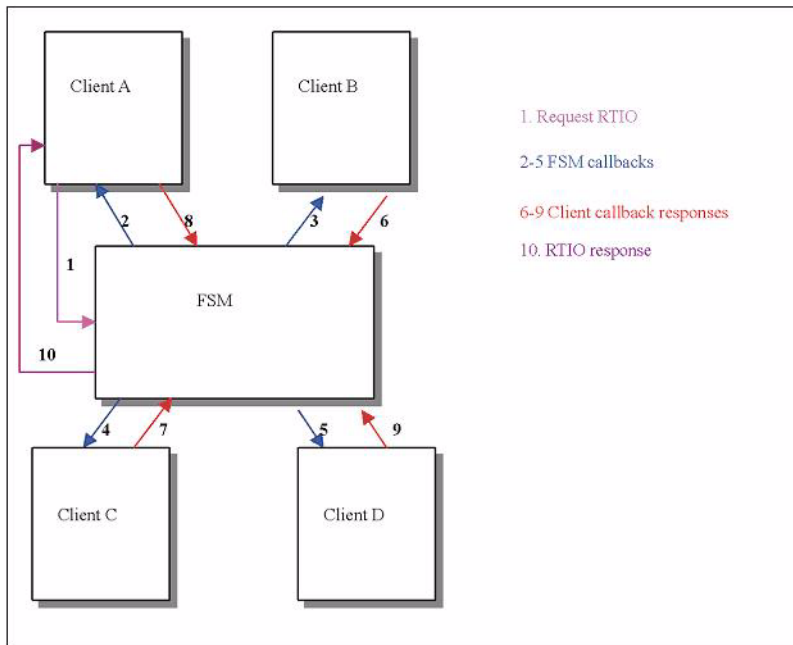 Client A
Client B
1. Request RTIO
2-5 FSM callbacks
6-9 Client callback responses
10. RTIO response
2
8
3
6
1
FSM
10
4
7
5
9
Client C
Client D